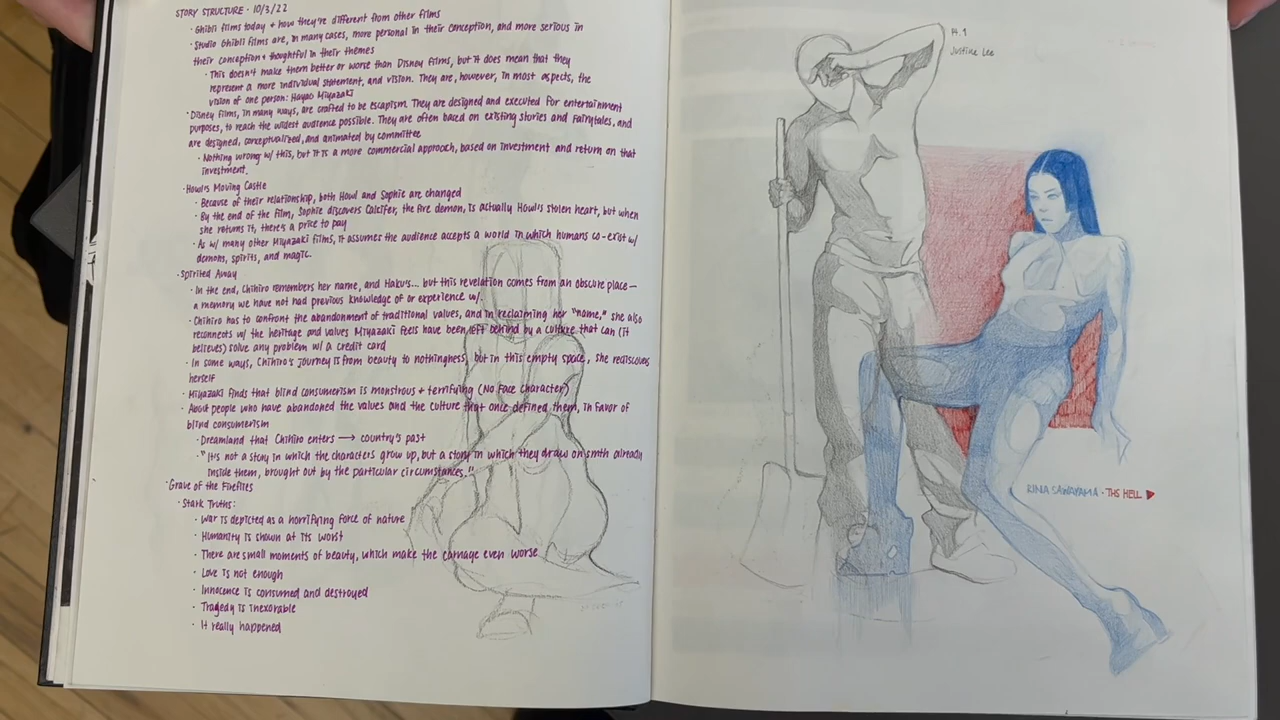 STORY STRUCTURE · 10/3/22
· Ghibli films today + how they're different from other films
· Studio Ghibli films are, in many cases, more personal in their conception, and more serious in
their conception + thoughtful in their themes
· This doesn't make them better or worse than Disney films, but it does mean that they
represent a more individual statement, and vision. They are, however, in most aspects, the
vision of one person: Hayao Miyazaki
· Disney films, in many ways, are crafted to be escapism. They are designed and executed for entertainment
purposes, to reach the widest audience possible. They are often based on existing stories and fairytales, and
are designed, conceptualized, and animated by committee
· Nothing wrong w/ this, but it is a more commercial approach, based on investment and return on that
investment.
· Howl's Moving Castle
· Because of their relationship, both Howl and Sophie are changed
· By the end of the film, Sophie discovers Calcifer, the fire demon, is actually Howl's stolen heart, but when
she returns it, there's a price to pay
· As w/ many other Miyazaki films, it assumes the audience accepts a world in which humans co-exist w/
demons, spirits, and magic.
· Spirited Away
· In the end, Chihiro remembers her name, and Haku's... but this revelation comes from an obscure place—
a memory we have not had previous knowledge of or experience w/.
· Chihiro has to confront the abandonment of traditional values, and in reclaiming her "name," she also
reconnects w/ the heritage and values Miyazaki feels have been left behind by a culture that can (it
believes) solve any problem w/ a credit card
· In some ways, Chihiro's journey is from beauty to nothingness, but in this empty space, she rediscovers
herself
· Miyazaki finds that blind consumerism is monstrous + terrifying (No Face character)
· About people who have abandoned the values and the culture that once defined them, in favor of
blind consumerism
· Dreamland that Chihiro enters → country's past
· "It's not a story in which the characters grow up, but a story in which they draw on smth already
inside them, brought out by the particular circumstances."
· Grave of the Fireflies
· Stark Truths:
· War is depicted as a horrifying force of nature
· Humanity is shown at its worst
· There are small moments of beauty, which make the carnage even worse
· Love is not enough
· Innocence is consumed and destroyed
· Tragedy is inexorable
· It really happened
Pt. 1
Justine Lee
RINA SAWAYAMA · THS HELL ▶